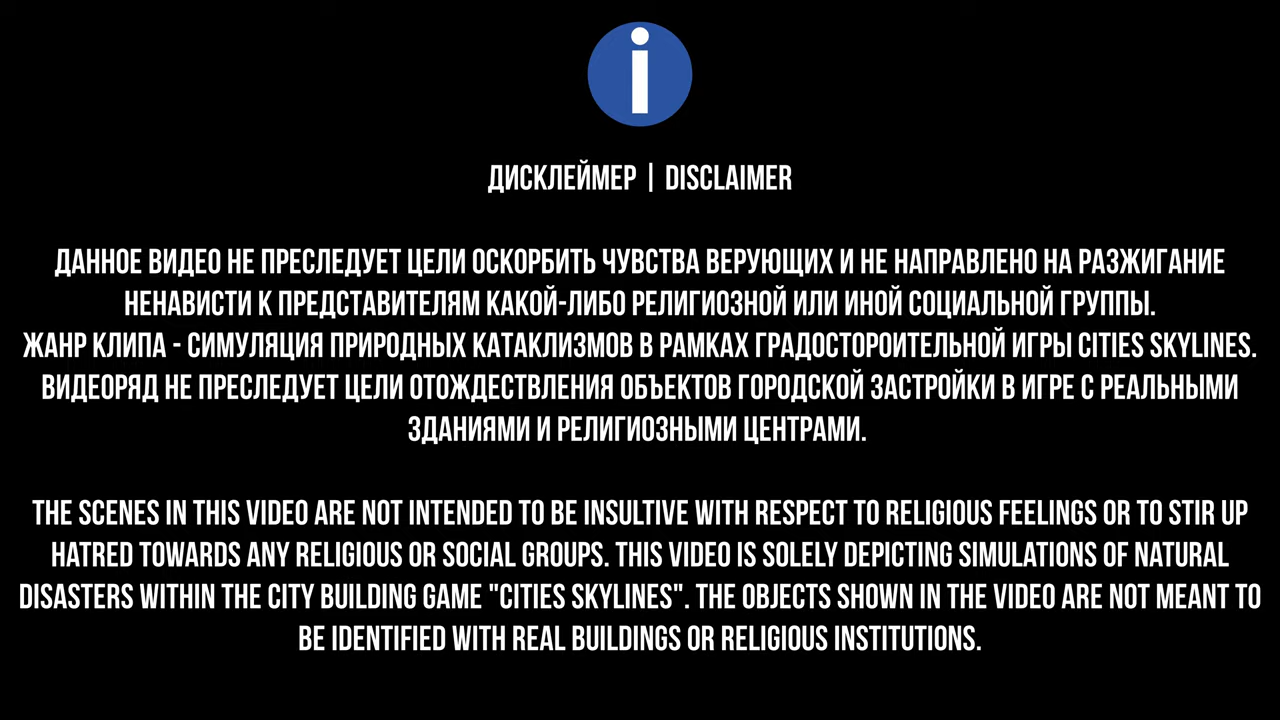 ДИСКЛЕЙМЕР | DISCLAIMER
ДАННОЕ ВИДЕО НЕ ПРЕСЛЕДУЕТ ЦЕЛИ ОСКОРБИТЬ ЧУВСТВА ВЕРУЮЩИХ И НЕ НАПРАВЛЕНО НА РАЗЖИГАНИЕ
НЕНАВИСТИ К ПРЕДСТАВИТЕЛЯМ КАКОЙ-ЛИБО РЕЛИГИОЗНОЙ ИЛИ ИНОЙ СОЦИАЛЬНОЙ ГРУППЫ.
ЖАНР КЛИПА - СИМУЛЯЦИЯ ПРИРОДНЫХ КАТАКЛИЗМОВ В РАМКАХ ГРАДОСТОРОИТЕЛЬНОЙ ИГРЫ CITIES SKYLINES.
ВИДЕОРЯД НЕ ПРЕСЛЕДУЕТ ЦЕЛИ ОТОЖДЕСТВЛЕНИЯ ОБЪЕКТОВ ГОРОДСКОЙ ЗАСТРОЙКИ В ИГРЕ С РЕАЛЬНЫМИ
ЗДАНИЯМИ И РЕЛИГИОЗНЫМИ ЦЕНТРАМИ.
THE SCENES IN THIS VIDEO ARE NOT INTENDED TO BE INSULTIVE WITH RESPECT TO RELIGIOUS FEELINGS OR TO STIR UP
HATRED TOWARDS ANY RELIGIOUS OR SOCIAL GROUPS. THIS VIDEO IS SOLELY DEPICTING SIMULATIONS OF NATURAL
DISASTERS WITHIN THE CITY BUILDING GAME "CITIES SKYLINES". THE OBJECTS SHOWN IN THE VIDEO ARE NOT MEANT TO
BE IDENTIFIED WITH REAL BUILDINGS OR RELIGIOUS INSTITUTIONS.